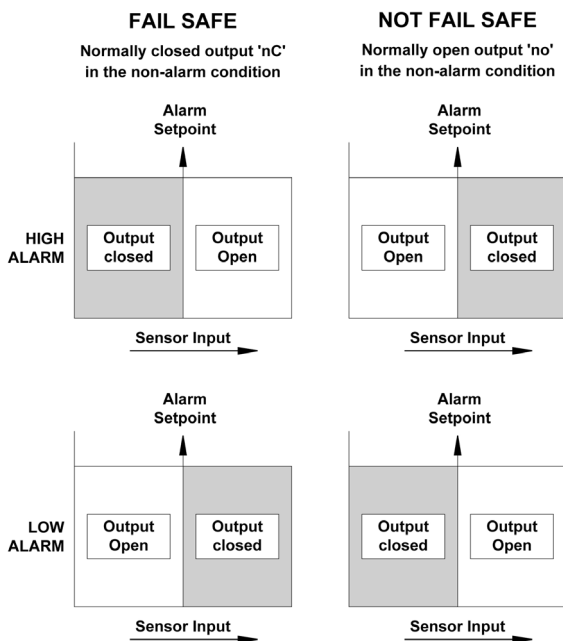 FAIL SAFE
Normally closed output 'nC'
in the non-alarm condition
NOT FAIL SAFE
Normally open output 'no'
in the non-alarm condition
Alarm
Setpoint
Alarm
Setpoint
HIGH
ALARM
Output
closed
Output
Open
Output
Open
Output
closed
Sensor Input
Sensor Input
Alarm
Setpoint
Alarm
Setpoint
LOW
ALARM
Output
Open
Output
closed
Output
closed
Output
Open
Sensor Input
Sensor Input